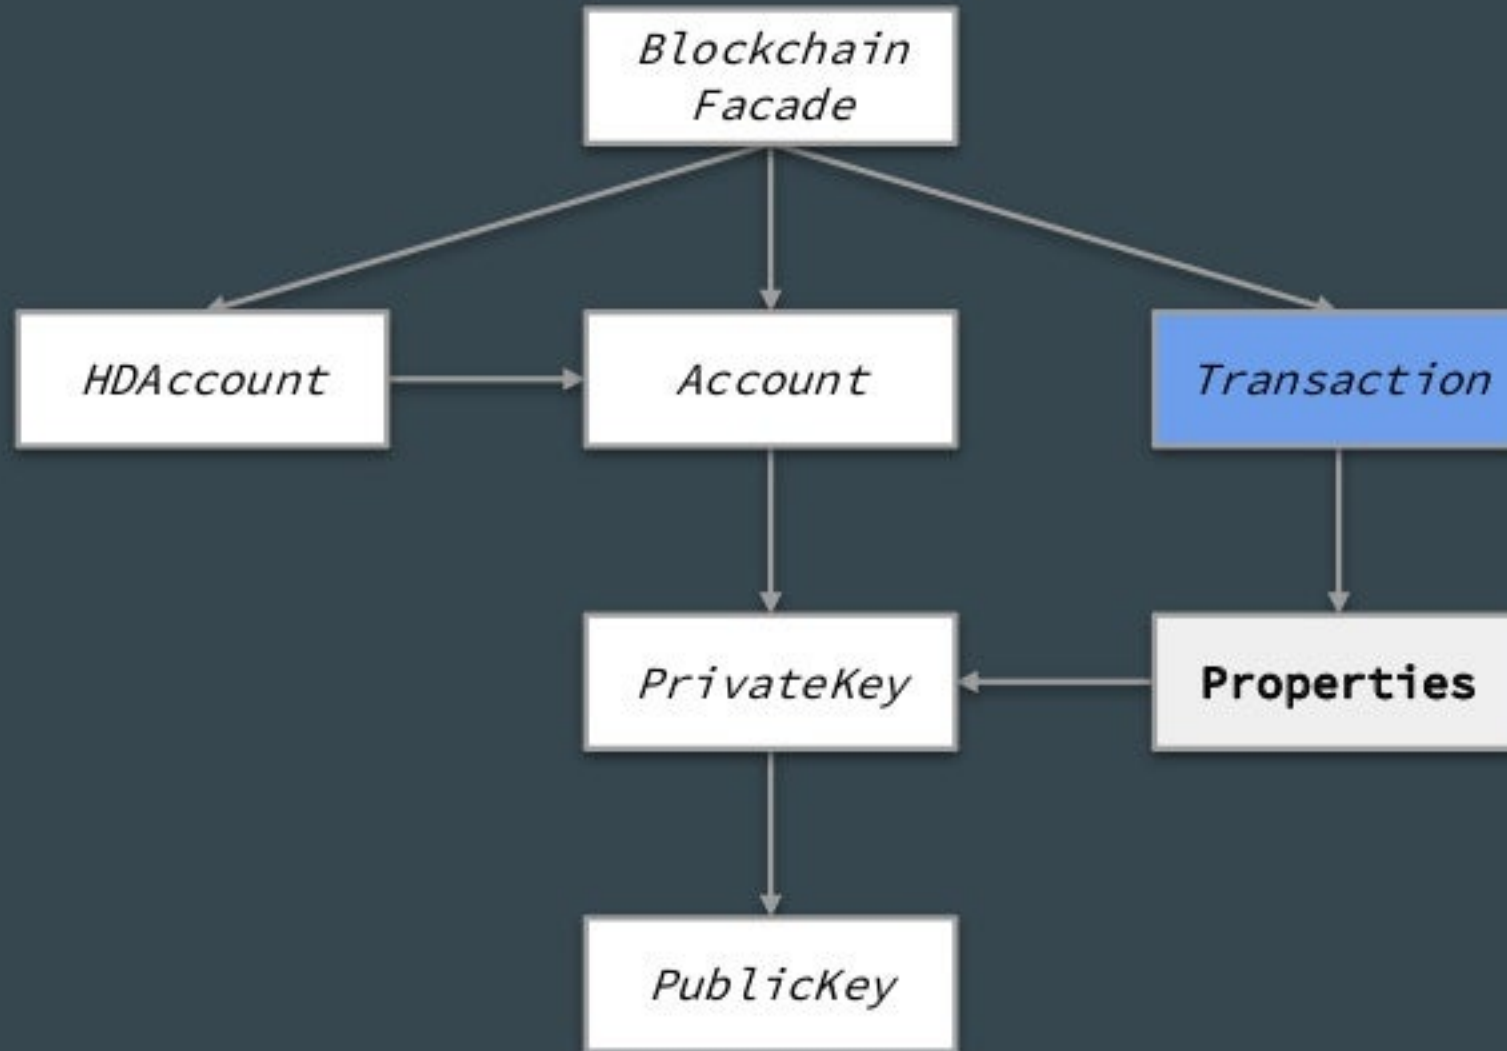 Blockchain
Facade
HDAccount
Account
Transaction
PrivateKey
Properties
PublicKey